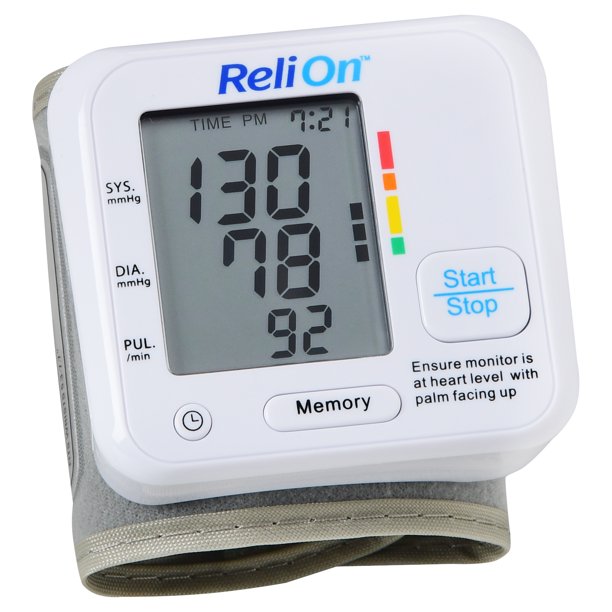 ReliOn™
TIME PM 7:21
SYS. mmHg 130
DIA. mmHg 78
PUL. /min 92
Start
Stop
Ensure monitor is
at heart level with
palm facing up
Memory